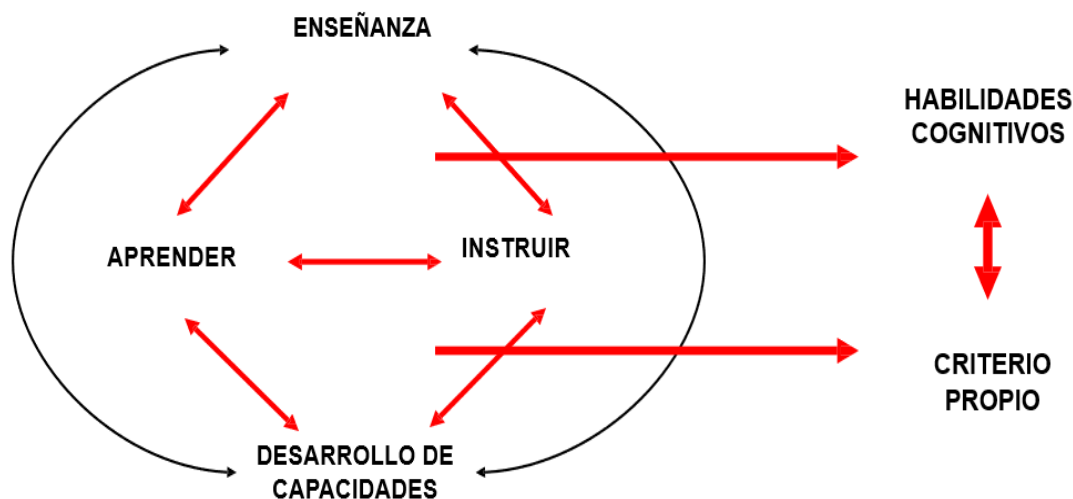 ENSEÑANZA
HABILIDADES
COGNITIVOS
APRENDER
INSTRUIR
CRITERIO
PROPIO
DESARROLLO DE
CAPACIDADES